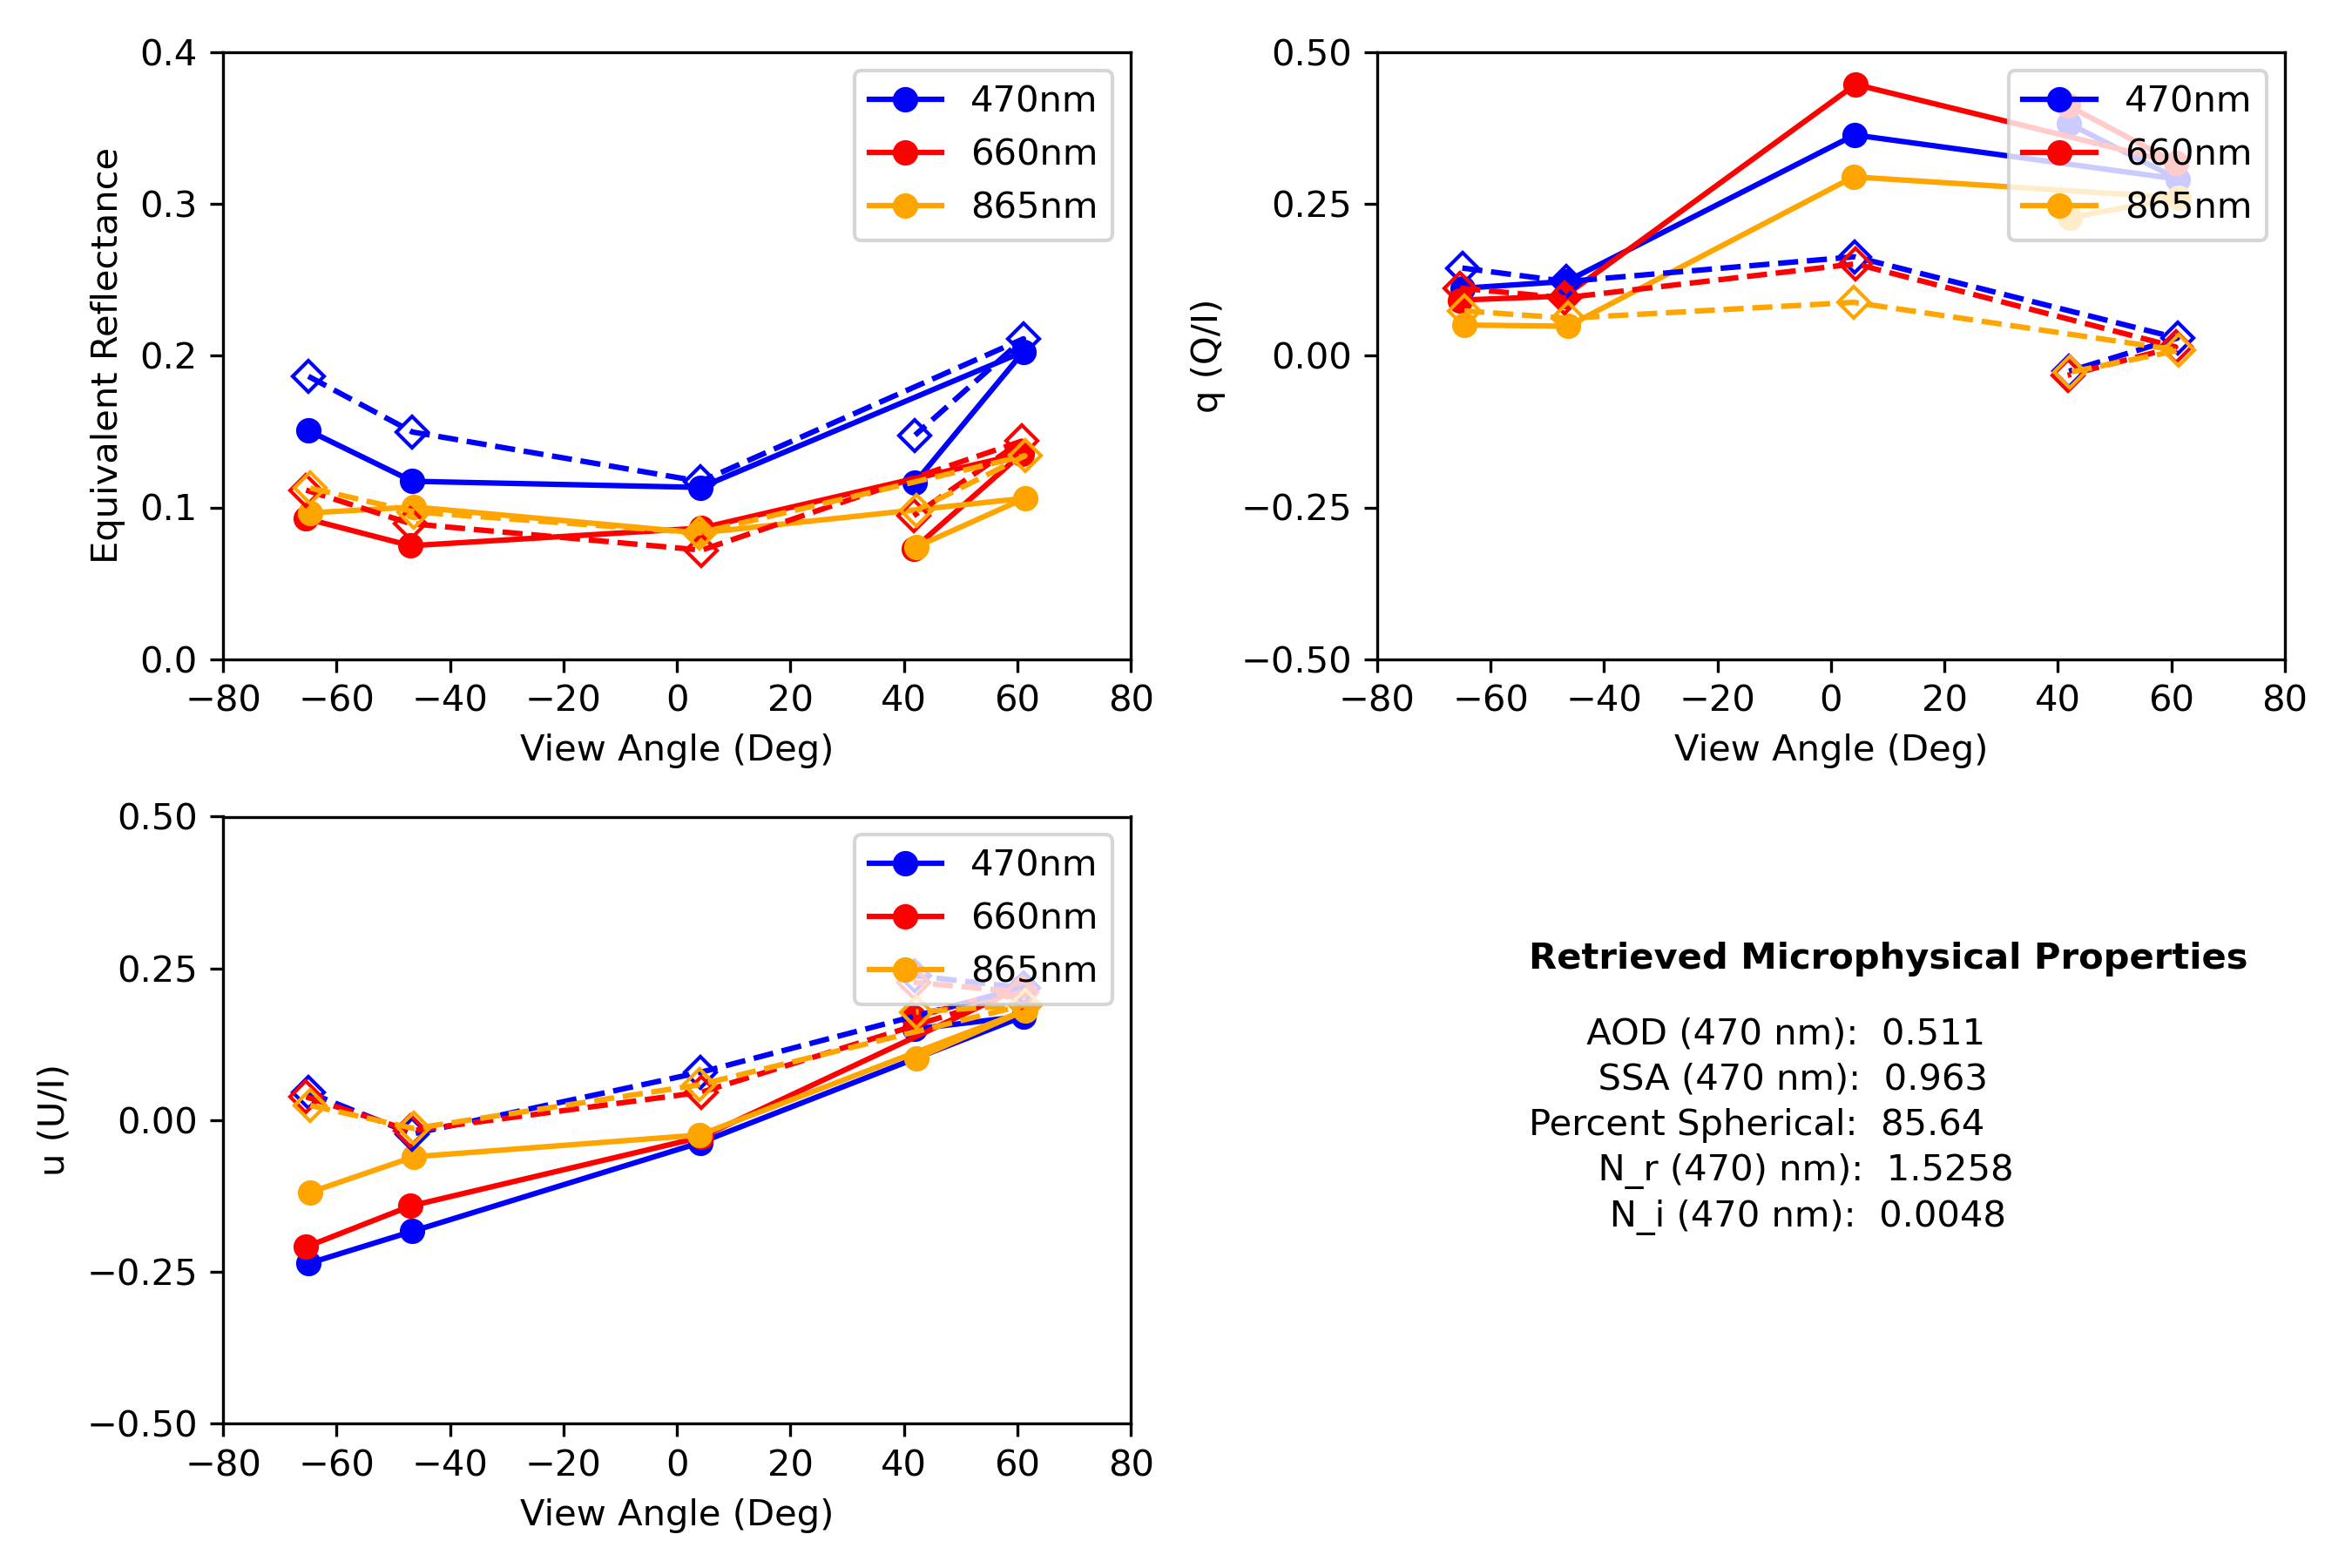 0.4
0.3
0.2
0.1
0.0
Equivalent Reflectance
470nm
660nm
865nm
−80 −60 −40 −20 0 20 40 60 80
View Angle (Deg)
0.50
0.25
0.00
−0.25
−0.50
q (Q/I)
470nm
660nm
865nm
−80 −60 −40 −20 0 20 40 60 80
View Angle (Deg)
0.50
0.25
0.00
−0.25
−0.50
u (U/I)
470nm
660nm
865nm
−80 −60 −40 −20 0 20 40 60 80
View Angle (Deg)
Retrieved Microphysical Properties
AOD (470 nm): 0.511
SSA (470 nm): 0.963
Percent Spherical: 85.64
N_r (470) nm): 1.5258
N_i (470 nm): 0.0048